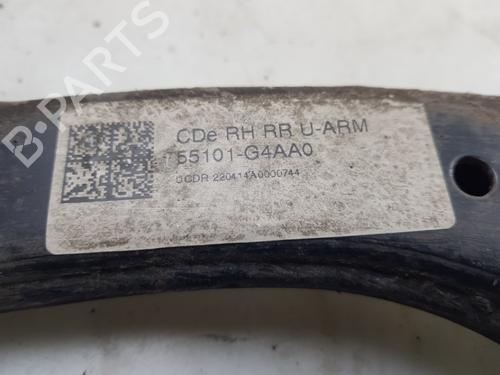 CDe RH RR U-ARM
55101-G4AA0
GCDR 220414A0000744
B-PARTS